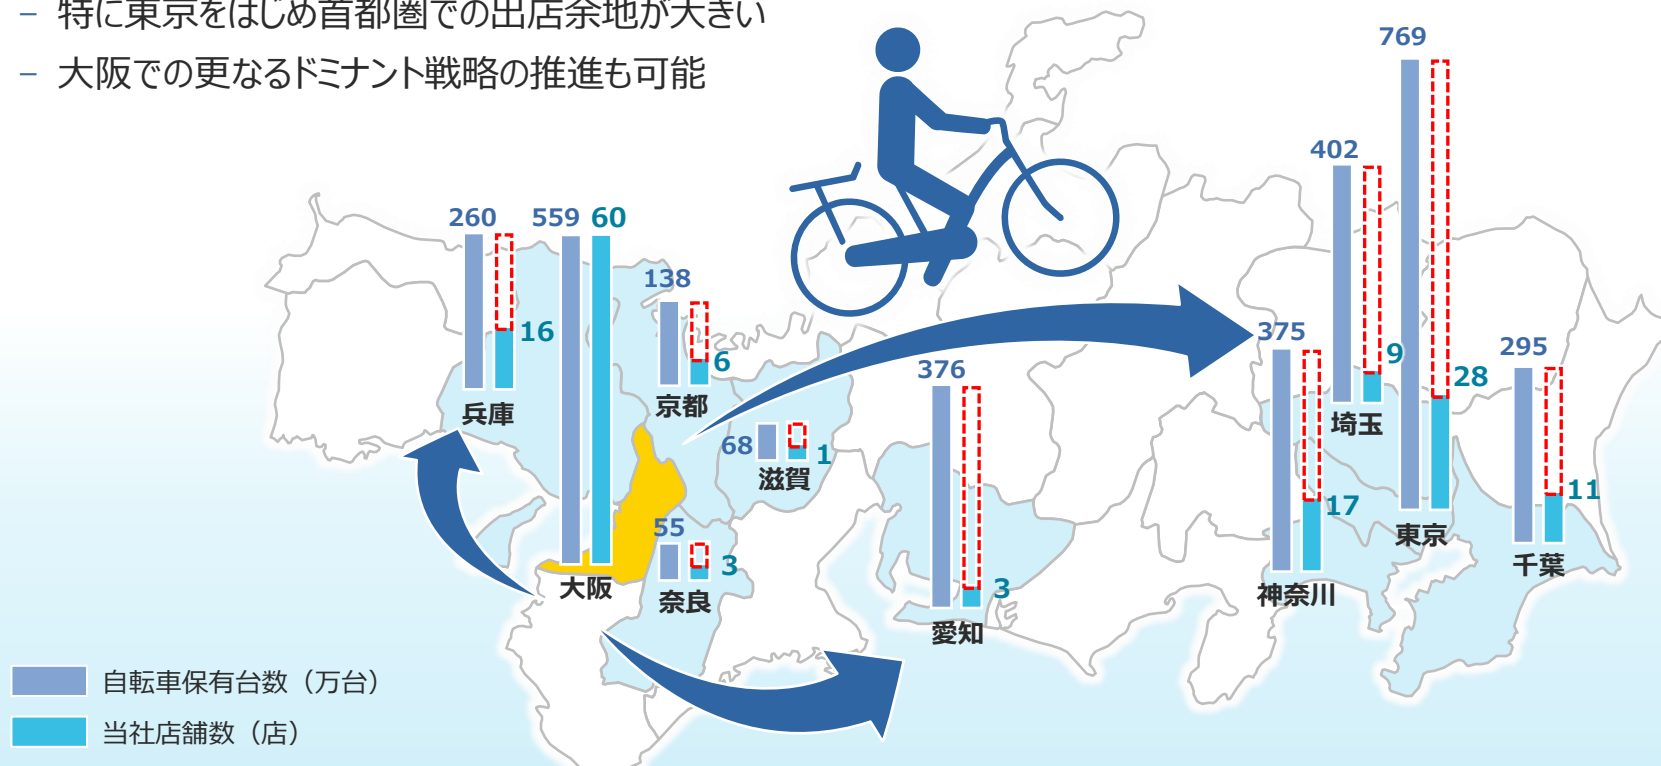 – 特に東京をはじめ首都圏での出店余地が大きい
– 大阪での更なるドミナント戦略の推進も可能
769
402
260
559
60
138
16
6
兵庫
京都
68
1
滋賀
55
3
大阪
奈良
376
3
愛知
375
17
神奈川
9
埼玉
28
東京
295
11
千葉
自転車保有台数（万台）
当社店舗数（店）